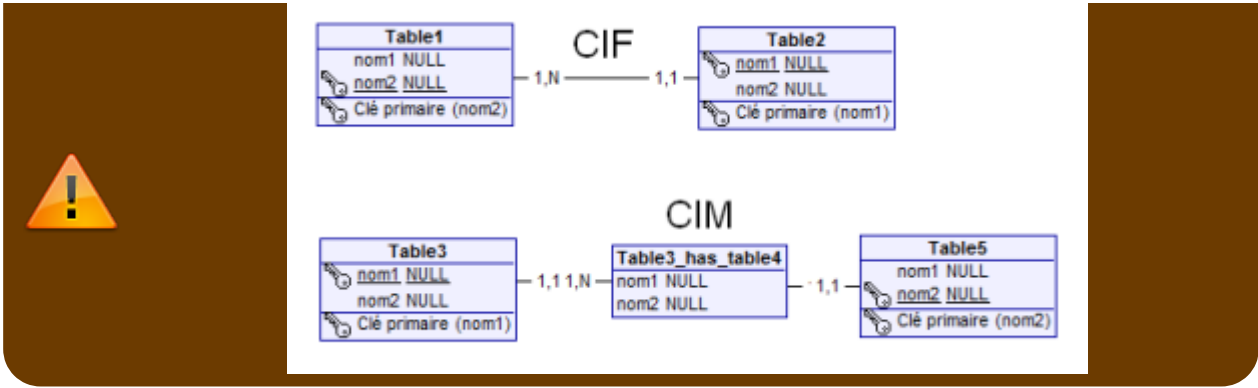 CIF
Table1
nom1 NULL
nom2 NULL
Clé primaire (nom2)
1,N
1,1
Table2
nom1 NULL
nom2 NULL
Clé primaire (nom1)
CIM
Table3
nom1 NULL
nom2 NULL
Clé primaire (nom1)
1,1 1,N
Table3_has_table4
nom1 NULL
nom2 NULL
1,1
Table5
nom1 NULL
nom2 NULL
Clé primaire (nom2)